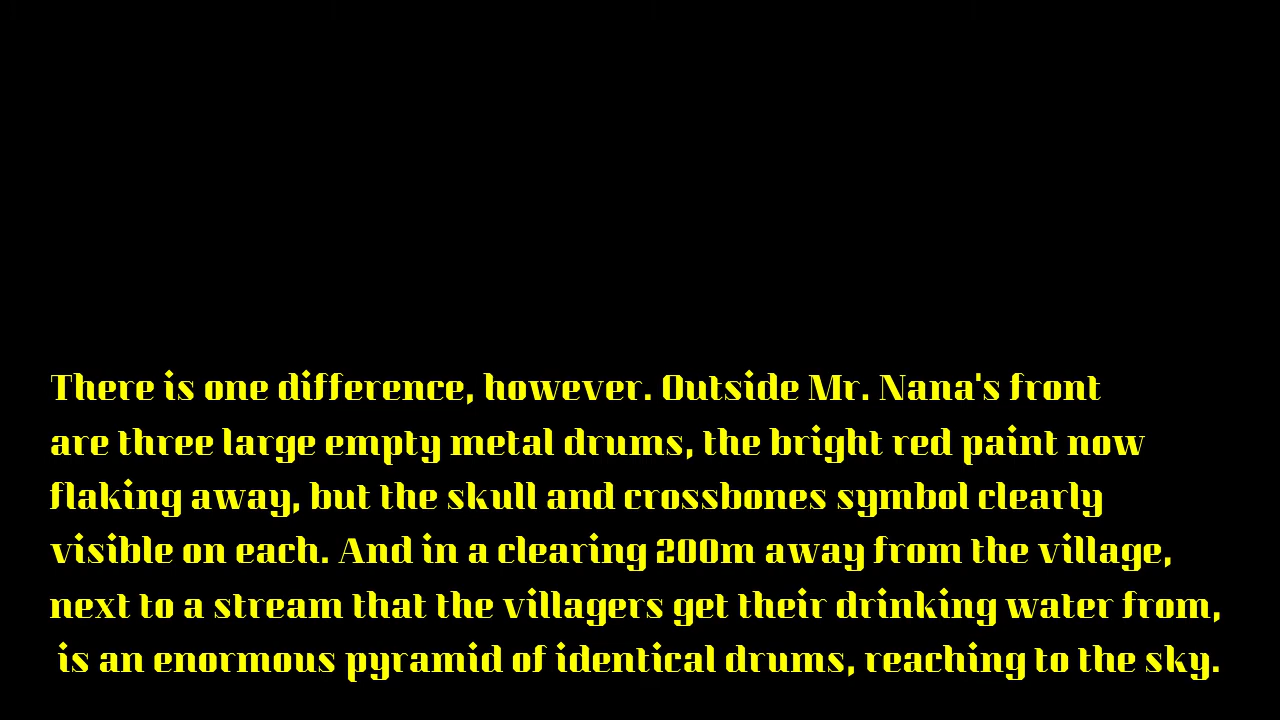 There is one difference, however. Outside Mr. Nana's front
are three large empty metal drums, the bright red paint now
flaking away, but the skull and crossbones symbol clearly
visible on each. And in a clearing 200m away from the village,
next to a stream that the villagers get their drinking water from,
is an enormous pyramid of identical drums, reaching to the sky.